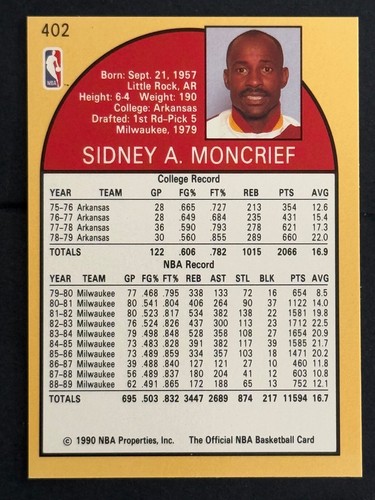 402
NBA
Born: Sept. 21, 1957
Little Rock, AR
Height: 6-4 Weight: 190
College: Arkansas
Drafted: 1st Rd-Pick 5
Milwaukee, 1979
SIDNEY A. MONCRIEF
College Record
YEAR TEAM GP FG% FT% REB PTS AVG
75-76 Arkansas 28 .665 .727 213 354 12.6
76-77 Arkansas 28 .649 .684 235 431 15.4
77-78 Arkansas 36 .590 .793 278 621 17.3
78-79 Arkansas 30 .560 .855 289 660 22.0
TOTALS 122 .606 .782 1015 2066 16.9
NBA Record
YEAR TEAM GP FG% FT% REB AST STL BLK PTS AVG
79-80 Milwaukee 77 .468 .795 338 133 72 16 654 8.5
80-81 Milwaukee 80 .541 .804 406 264 90 37 1122 14.0
81-82 Milwaukee 80 .523 .817 534 382 138 22 1581 19.8
82-83 Milwaukee 76 .524 .826 437 300 113 23 1712 22.5
83-84 Milwaukee 79 .498 .848 528 358 108 27 1654 20.9
84-85 Milwaukee 73 .483 .828 391 382 117 39 1585 21.7
85-86 Milwaukee 73 .489 .859 334 357 103 18 1471 20.2
86-87 Milwaukee 39 .488 .840 127 121 27 10 460 11.8
87-88 Milwaukee 56 .489 .837 180 204 41 12 603 10.8
88-89 Milwaukee 62 .491 .865 172 188 65 13 752 12.1
TOTALS 695 .503 .832 3447 2689 874 217 11594 16.7
© 1990 NBA Properties, Inc. The Official NBA Basketball Card